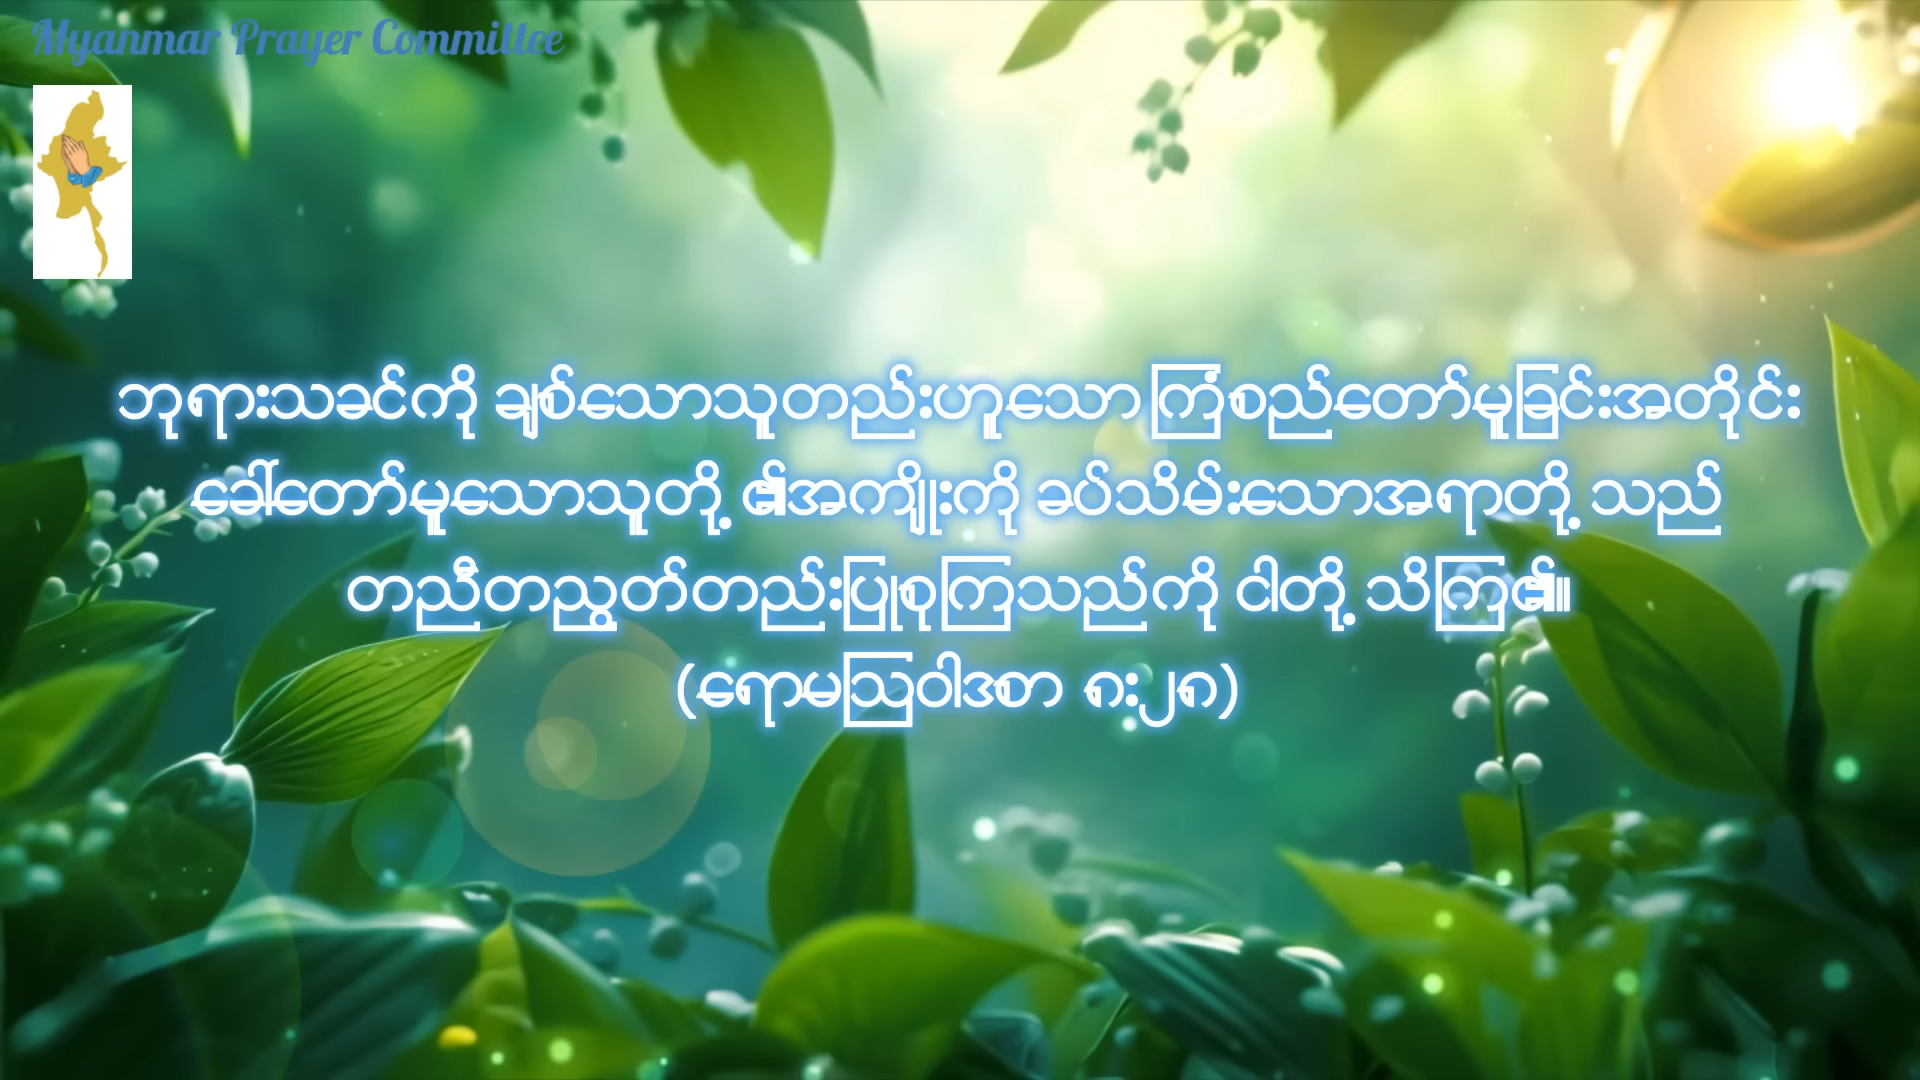 Myanmar Prayer Committee
ဘုရားသခင်ကို ချစ်သောသူတည်းဟူသော ကြံစည်တော်မူခြင်းအတိုင်း
ခေါ်တော်မူသောသူတို့ ၏အကျိုးကို ခပ်သိမ်းသောအရာတို့ သည်
တညီတညွတ်တည်းပြုစုကြသည်ကို ငါတို့ သိကြ၏။
(ရောမသြဝါဒစာ ၈း၂၈)